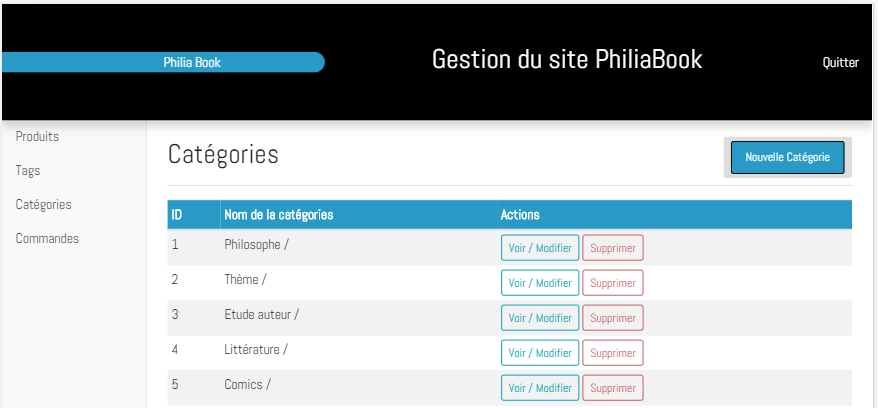 Philia Book
Gestion du site PhiliaBook
Quitter
Produits
Tags
Catégories
Commandes
Catégories
Nouvelle Catégorie
ID Nom de la catégories Actions
1 Philosophe / Voir / Modifier Supprimer
2 Thème / Voir / Modifier Supprimer
3 Etude auteur / Voir / Modifier Supprimer
4 Littérature / Voir / Modifier Supprimer
5 Comics / Voir / Modifier Supprimer